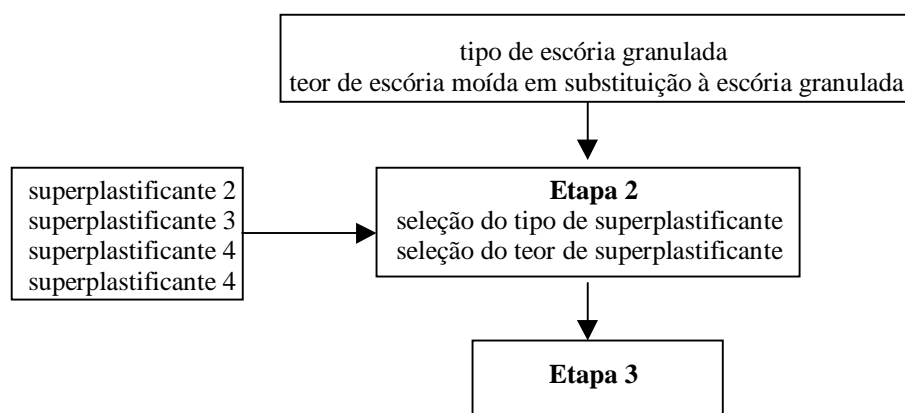 tipo de escória granulada
teor de escória moída em substituição à escória granulada
superplastificante 2
superplastificante 3
superplastificante 4
superplastificante 4
Etapa 2
seleção do tipo de superplastificante
seleção do teor de superplastificante
Etapa 3